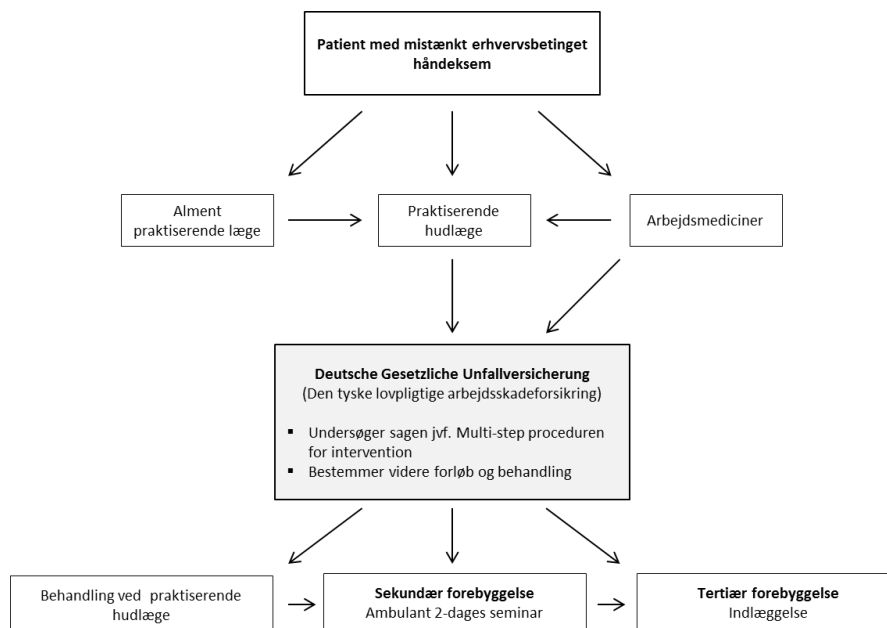 Patient med mistænkt erhvervsbetinget
håndeksem
Alment
praktiserende læge
Praktiserende
hudlæge
Arbejdsmediciner
Deutsche Gesetzliche Unfallversicherung
(Den tyske lovpligtige arbejdsskadeforsikring)
▪ Undersøger sagen jvf. Multi-step proceduren
for intervention
▪ Bestemmer videre forløb og behandling
Behandling ved praktiserende
hudlæge
Sekundær forebyggelse
Ambulant 2-dages seminar
Tertiær forebyggelse
Indlæggelse